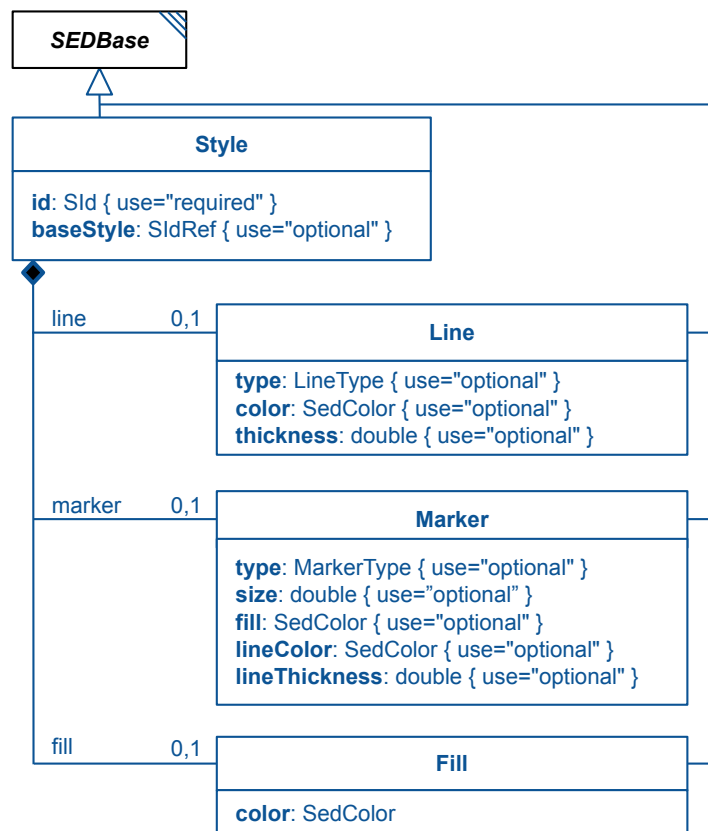 SEDBase
Style
id: SId { use="required" }
baseStyle: SIdRef { use="optional" }
line 0,1
Line
type: LineType { use="optional" }
color: SedColor { use="optional" }
thickness: double { use="optional" }
marker 0,1
Marker
type: MarkerType { use="optional" }
size: double { use=”optional” }
fill: SedColor { use="optional" }
lineColor: SedColor { use="optional" }
lineThickness: double { use="optional" }
fill 0,1
Fill
color: SedColor